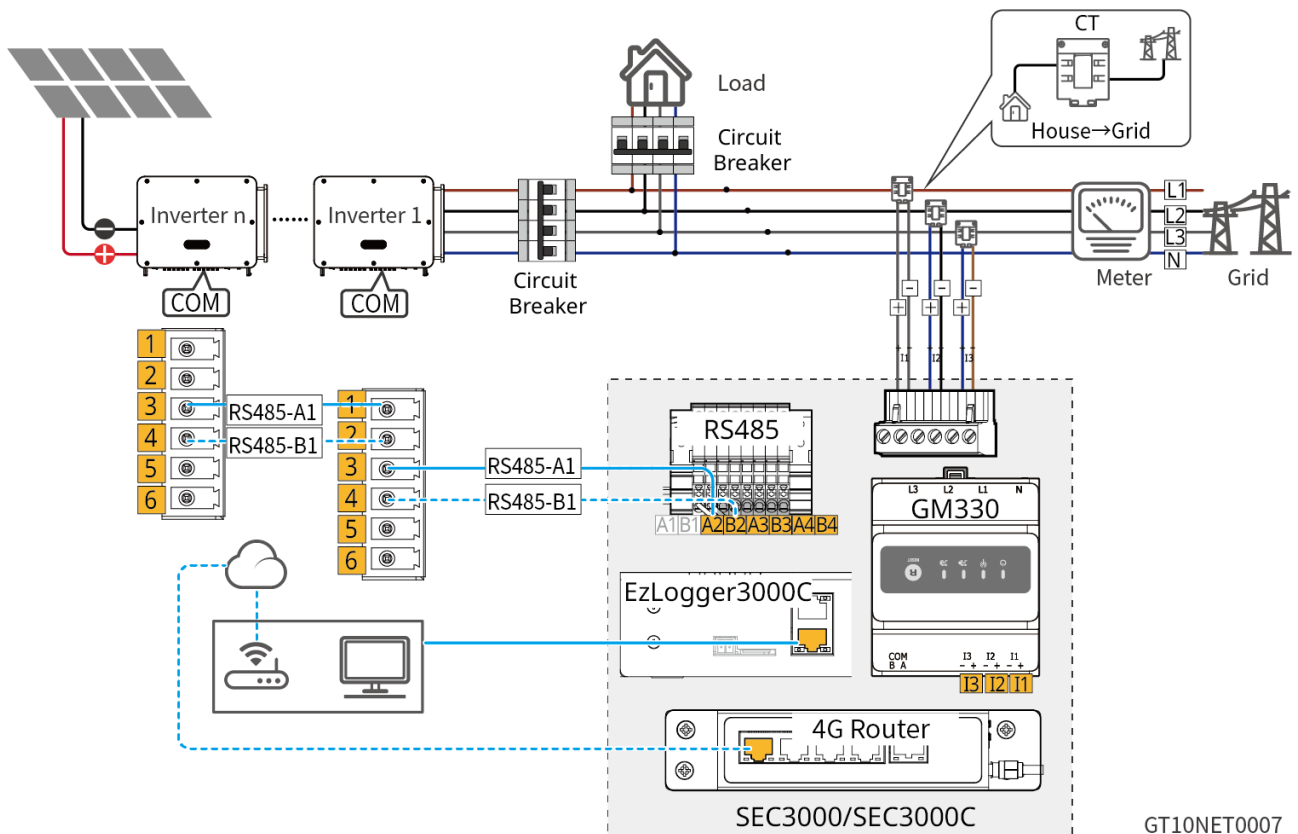 CT
House→Grid
Load
Circuit
Breaker
Inverter n
Inverter 1
COM
COM
Circuit
Breaker
L1
L2
L3
N
Meter
Grid
+
-
+
-
+
-
I1
I2
I3
1
2
3
4
5
6
RS485-A1
RS485-B1
1
2
3
4
5
6
RS485-A1
RS485-B1
RS485
A1 B1 A2 B2 A3 B3 A4 B4
L3 L2 L1 N
GM330
R
EzLogger3000C
COM
B A
I3 I2 I1
- + - + - +
I3 I2 I1
4G Router
SEC3000/SEC3000C
GT10NET0007